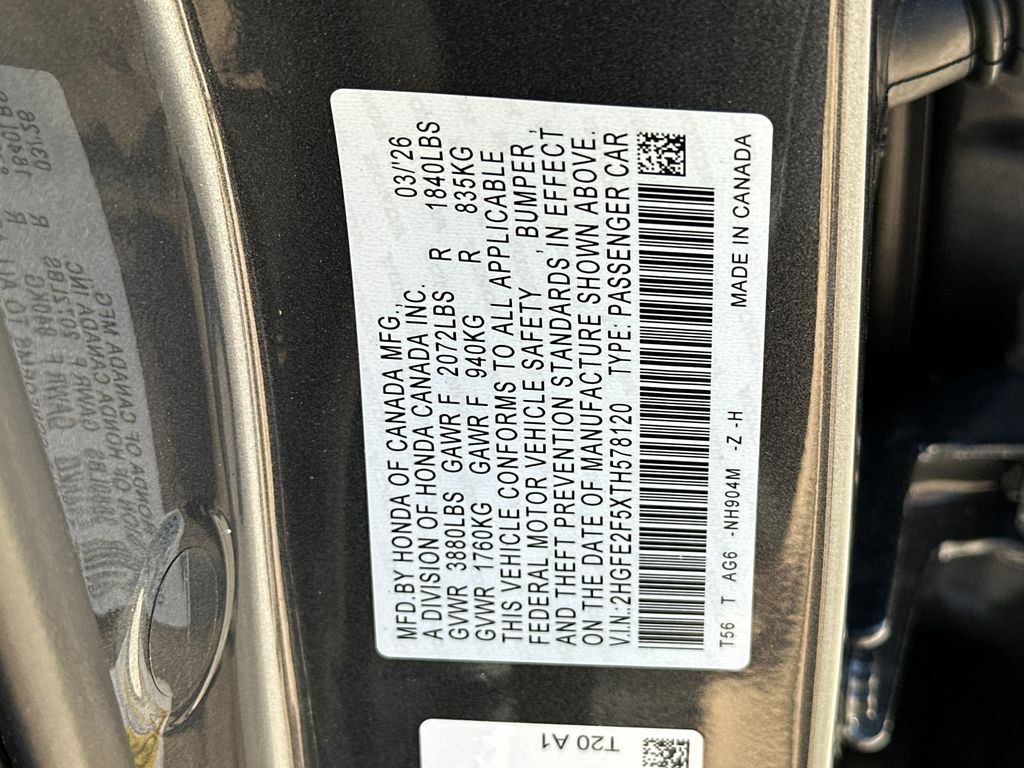 MFD.BY HONDA OF CANADA MFG., 03/'26
A DIVISION OF HONDA CANADA INC.
GVWR 3880LBS GAWR F 2072LBS R 1840LBS
GVWR 1760KG GAWR F 940KG R 835KG
THIS VEHICLE CONFORMS TO ALL APPLICABLE
FEDERAL MOTOR VEHICLE SAFETY , BUMPER,
AND THEFT PREVENTION STANDARDS, IN EFFECT
ON THE DATE OF MANUFACTURE SHOWN ABOVE.
V.I.N.:2HGFE2F5XTH578120 TYPE: PASSENGER CAR
T56 T AG6 -NH904M -Z -H MADE IN CANADA
T20 A1